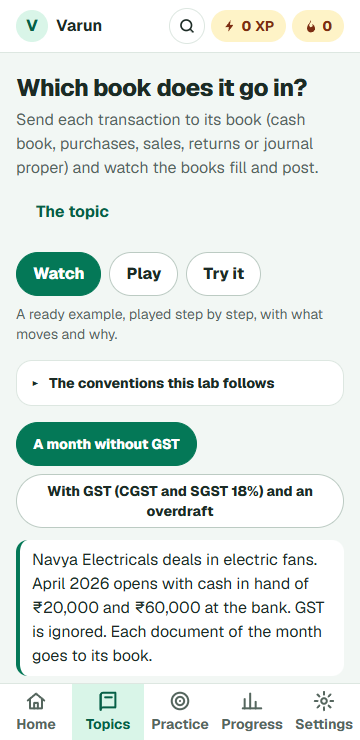 V Varun 0 XP 0
Which book does it go in?
Send each transaction to its book (cash
book, purchases, sales, returns or journal
proper) and watch the books fill and post.
The topic
Watch Play Try it
A ready example, played step by step, with what
moves and why.
The conventions this lab follows
A month without GST
With GST (CGST and SGST 18%) and an
overdraft
Navya Electricals deals in electric fans.
April 2026 opens with cash in hand of
₹20,000 and ₹60,000 at the bank. GST
is ignored. Each document of the month
goes to its book.
Home Topics Practice Progress Settings